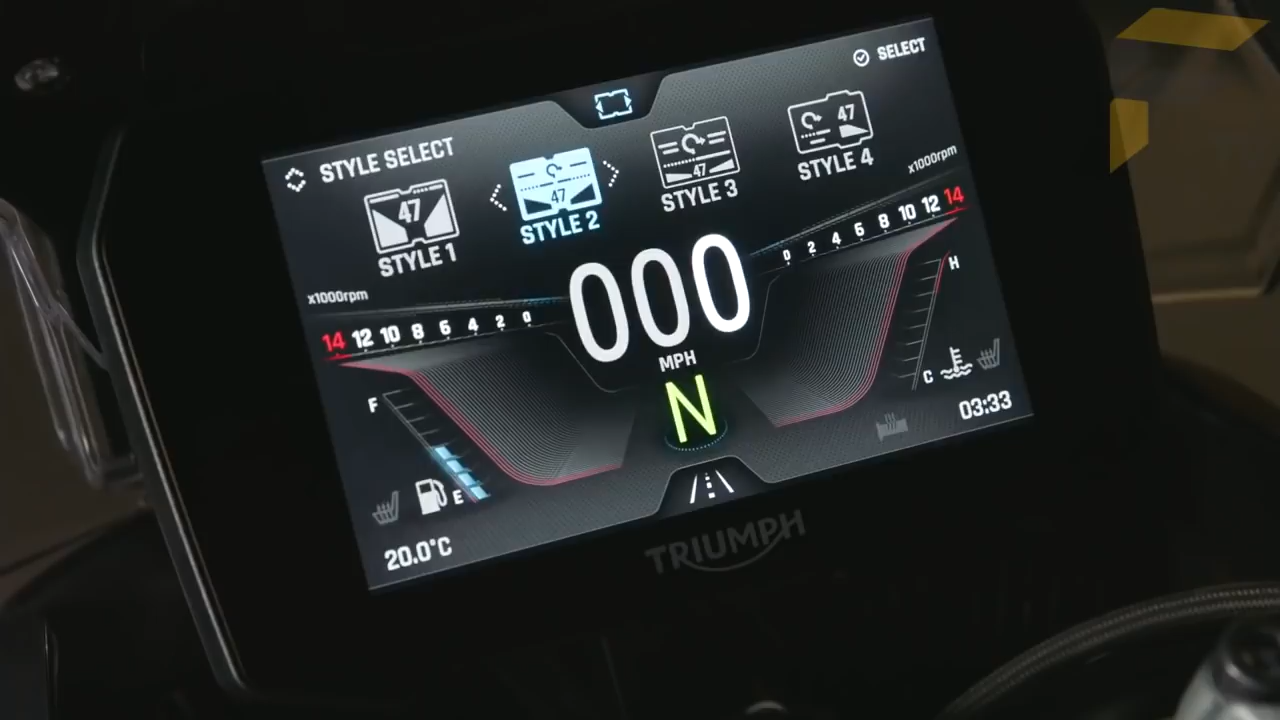 STYLE SELECT
SELECT
47
STYLE 1
47
STYLE 2
47
STYLE 3
47
STYLE 4
x1000rpm
14 12 10 8 6 4 2 0
000
MPH
N
x1000rpm
0 2 4 6 8 10 12 14
F
E
H
C
20.0°C
03:33
TRIUMPH